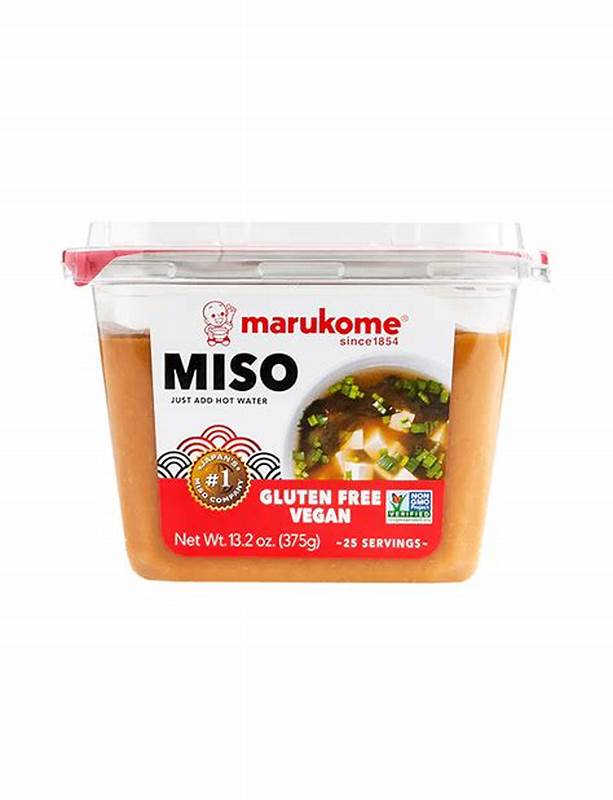 marukome®
since1854
MISO
JUST ADD HOT WATER
JAPAN'S
#1
MISO COMPANY
GLUTEN FREE
VEGAN
NON
GMO
Project
VERIFIED
Net Wt. 13.2 oz. (375g)
~25 SERVINGS~